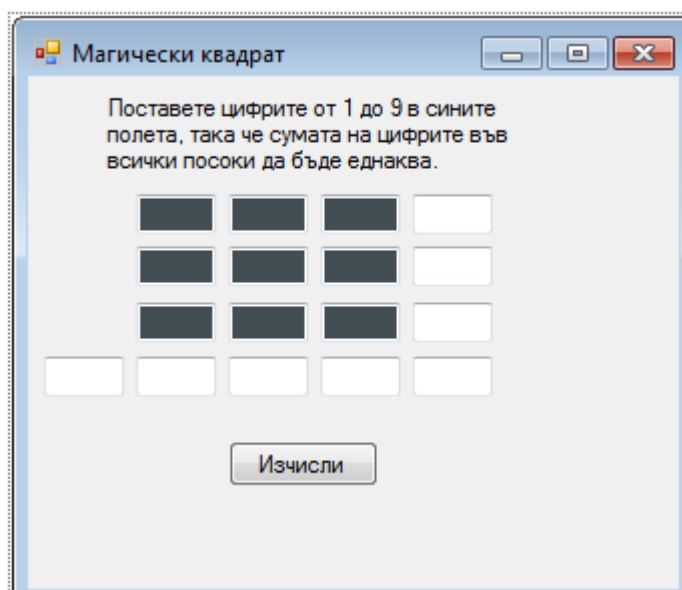 Магически квадрат
Поставете цифрите от 1 до 9 в сините
полета, така че сумата на цифрите във
всички посоки да бъде еднаква.
Изчисли